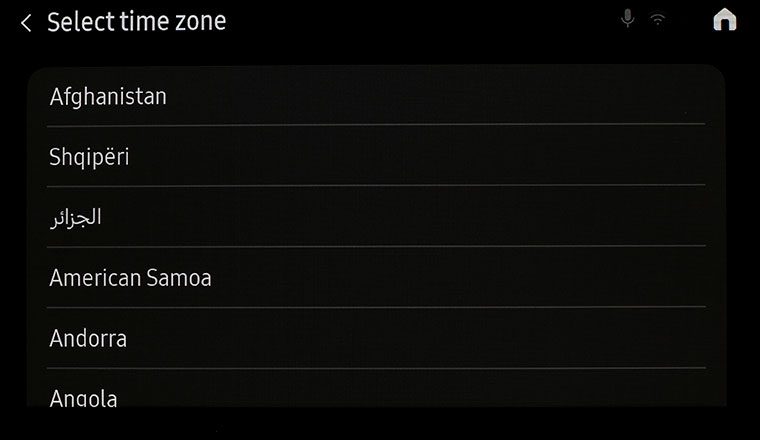 Select time zone
Afghanistan
Shqipëri
الجزائر
American Samoa
Andorra
Angola